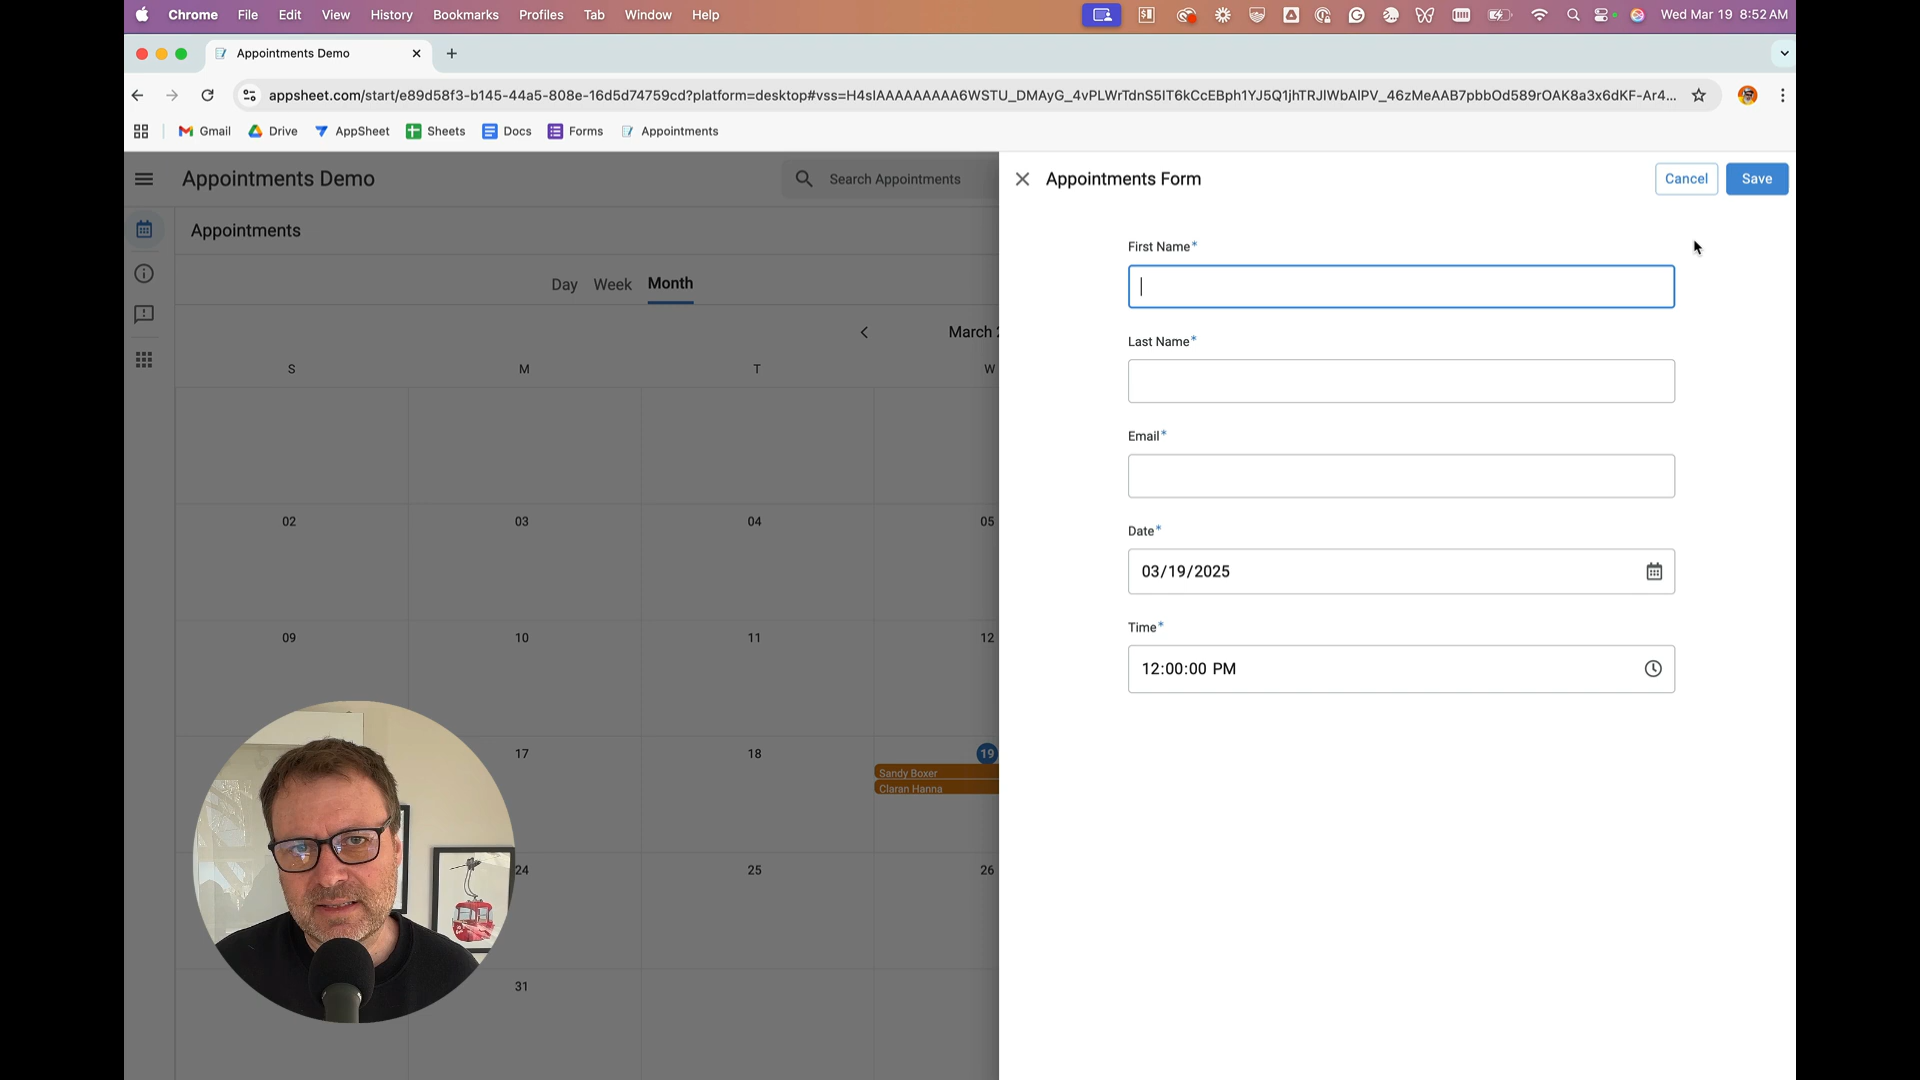 Chrome File Edit View History Bookmarks Profiles Tab Window Help Wed Mar 19 8:52 AM
Appointments Demo
appsheet.com/start/e89d58f3-b145-44a5-808e-16d5d74759cd?platform=desktop#vss=H4sIAAAAAAAAA6WSTU_DMAyG_4vPLWrTdnS5IT6kCcEBph1YJ5Q1jhTRJlWbAlPV_46zMeAAB7pbbOd589rOAK8a3x6dKF-Ar4...
Gmail Drive AppSheet Sheets Docs Forms Appointments
Appointments Demo
Search Appointments
Appointments Form
Cancel
Save
Appointments
Day Week Month
March 2
S M T W
02 03 04 05
09 10 11 12
17 18 19
Sandy Boxer
Claran Hanna
24 25 26
31
First Name*
Last Name*
Email*
Date*
03/19/2025
Time*
12:00:00 PM